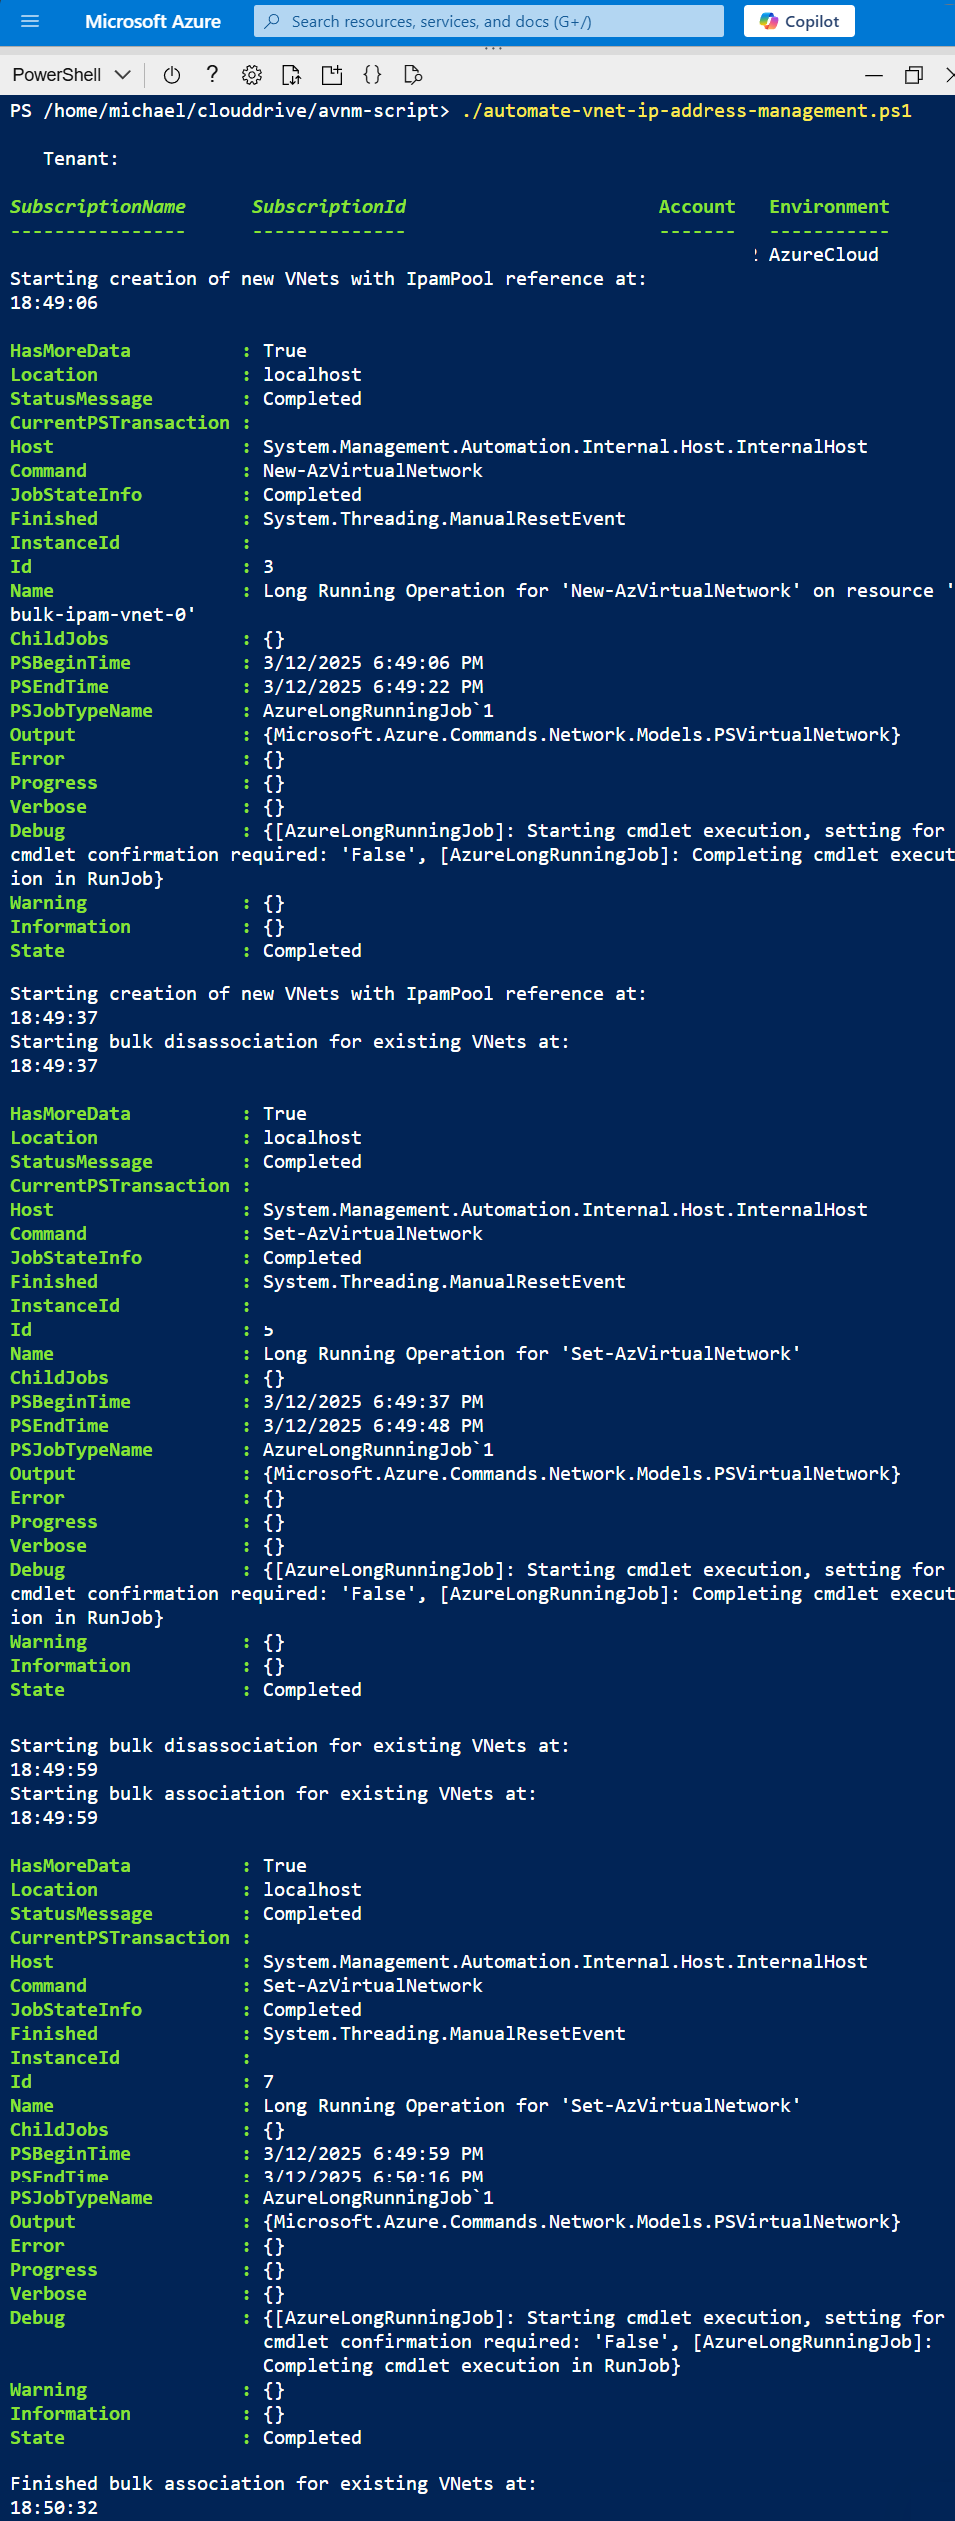 Microsoft Azure
Search resources, services, and docs (G+/)
Copilot
PowerShell
PS /home/michael/clouddrive/avnm-script> ./automate-vnet-ip-address-management.ps1
Tenant:
SubscriptionName SubscriptionId Account Environment
---------------- -------------- ------- -----------
AzureCloud
Starting creation of new VNets with IpamPool reference at:
18:49:06
HasMoreData : True
Location : localhost
StatusMessage : Completed
CurrentPSTransaction :
Host : System.Management.Automation.Internal.Host.InternalHost
Command : New-AzVirtualNetwork
JobStateInfo : Completed
Finished : System.Threading.ManualResetEvent
InstanceId :
Id : 3
Name : Long Running Operation for 'New-AzVirtualNetwork' on resource '
bulk-ipam-vnet-0'
ChildJobs : {}
PSBeginTime : 3/12/2025 6:49:06 PM
PSEndTime : 3/12/2025 6:49:22 PM
PSJobTypeName : AzureLongRunningJob`1
Output : {Microsoft.Azure.Commands.Network.Models.PSVirtualNetwork}
Error : {}
Progress : {}
Verbose : {}
Debug : {[AzureLongRunningJob]: Starting cmdlet execution, setting for
cmdlet confirmation required: 'False', [AzureLongRunningJob]: Completing cmdlet execut
ion in RunJob}
Warning : {}
Information : {}
State : Completed
Starting creation of new VNets with IpamPool reference at:
18:49:37
Starting bulk disassociation for existing VNets at:
18:49:37
HasMoreData : True
Location : localhost
StatusMessage : Completed
CurrentPSTransaction :
Host : System.Management.Automation.Internal.Host.InternalHost
Command : Set-AzVirtualNetwork
JobStateInfo : Completed
Finished : System.Threading.ManualResetEvent
InstanceId :
Id : 5
Name : Long Running Operation for 'Set-AzVirtualNetwork'
ChildJobs : {}
PSBeginTime : 3/12/2025 6:49:37 PM
PSEndTime : 3/12/2025 6:49:48 PM
PSJobTypeName : AzureLongRunningJob`1
Output : {Microsoft.Azure.Commands.Network.Models.PSVirtualNetwork}
Error : {}
Progress : {}
Verbose : {}
Debug : {[AzureLongRunningJob]: Starting cmdlet execution, setting for
cmdlet confirmation required: 'False', [AzureLongRunningJob]: Completing cmdlet execut
ion in RunJob}
Warning : {}
Information : {}
State : Completed
Starting bulk disassociation for existing VNets at:
18:49:59
Starting bulk association for existing VNets at:
18:49:59
HasMoreData : True
Location : localhost
StatusMessage : Completed
CurrentPSTransaction :
Host : System.Management.Automation.Internal.Host.InternalHost
Command : Set-AzVirtualNetwork
JobStateInfo : Completed
Finished : System.Threading.ManualResetEvent
InstanceId :
Id : 7
Name : Long Running Operation for 'Set-AzVirtualNetwork'
ChildJobs : {}
PSBeginTime : 3/12/2025 6:49:59 PM
PSEndTime : 3/12/2025 6:50:16 PM
PSJobTypeName : AzureLongRunningJob`1
Output : {Microsoft.Azure.Commands.Network.Models.PSVirtualNetwork}
Error : {}
Progress : {}
Verbose : {}
Debug : {[AzureLongRunningJob]: Starting cmdlet execution, setting for
cmdlet confirmation required: 'False', [AzureLongRunningJob]:
Completing cmdlet execution in RunJob}
Warning : {}
Information : {}
State : Completed
Finished bulk association for existing VNets at:
18:50:32